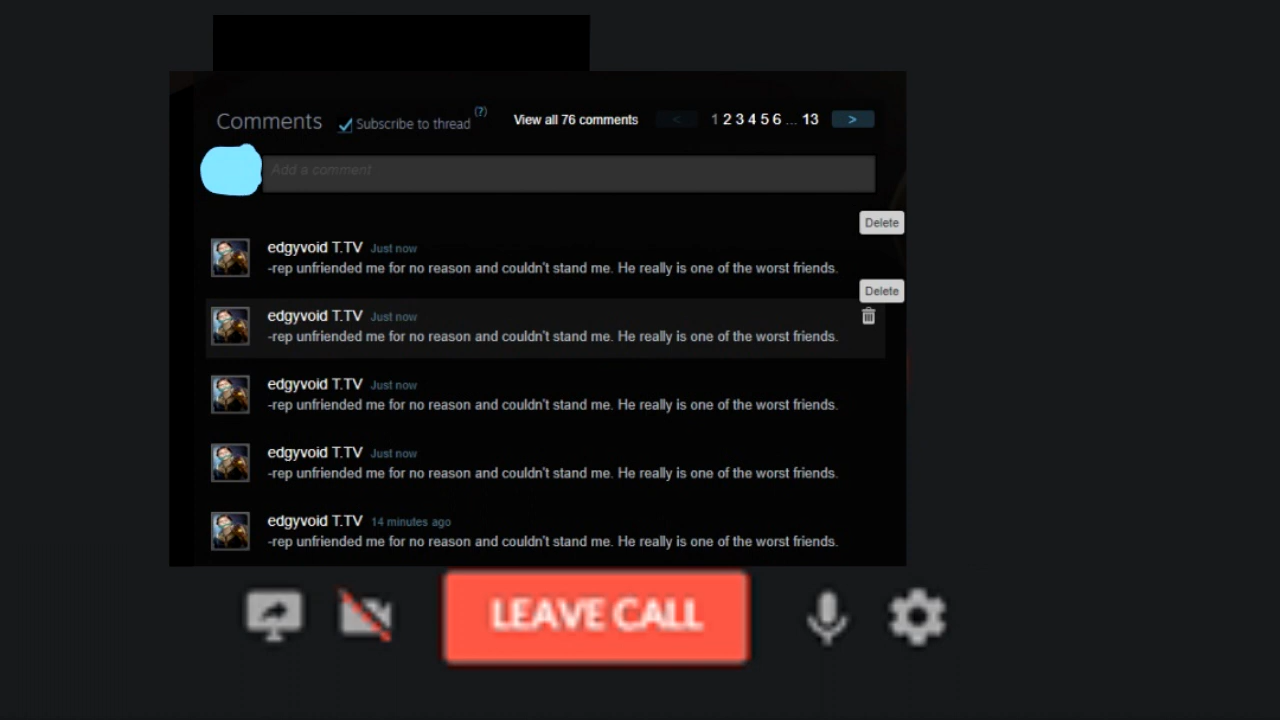 Comments Subscribe to thread (?) View all 76 comments < 1 2 3 4 5 6 ... 13 >
Add a comment
Delete
edgyvoid T.TV Just now
-rep unfriended me for no reason and couldn't stand me. He really is one of the worst friends.
Delete
edgyvoid T.TV Just now
-rep unfriended me for no reason and couldn't stand me. He really is one of the worst friends.
edgyvoid T.TV Just now
-rep unfriended me for no reason and couldn't stand me. He really is one of the worst friends.
edgyvoid T.TV Just now
-rep unfriended me for no reason and couldn't stand me. He really is one of the worst friends.
edgyvoid T.TV 14 minutes ago
-rep unfriended me for no reason and couldn't stand me. He really is one of the worst friends.
LEAVE CALL